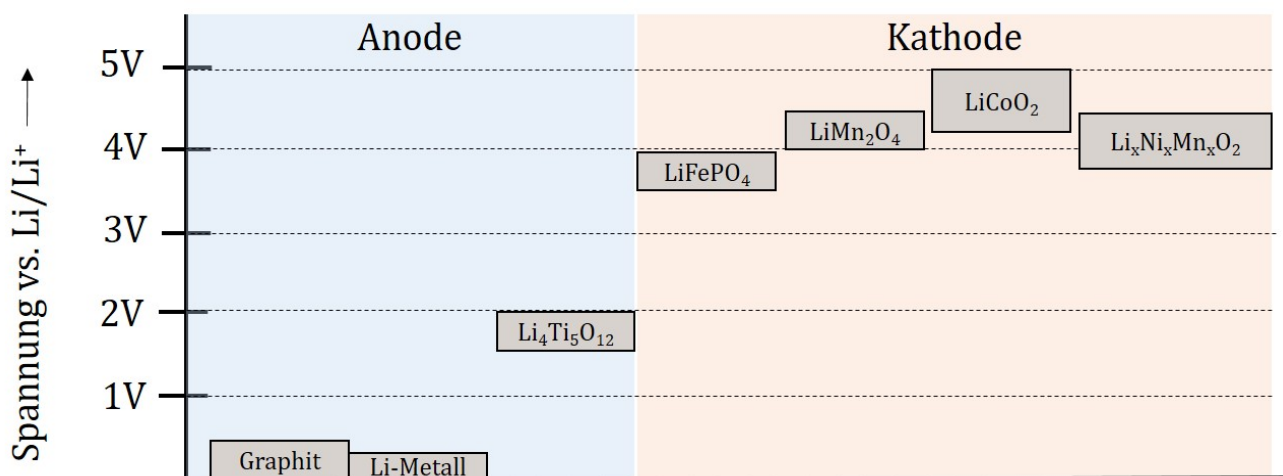 Anode
Kathode
Spannung vs. Li/Li⁺
5V
4V
3V
2V
1V
LiCoO₂
LiMn₂O₄
LiₓNiₓMnₓO₂
LiFePO₄
Li₄Ti₅O₁₂
Graphit
Li-Metall